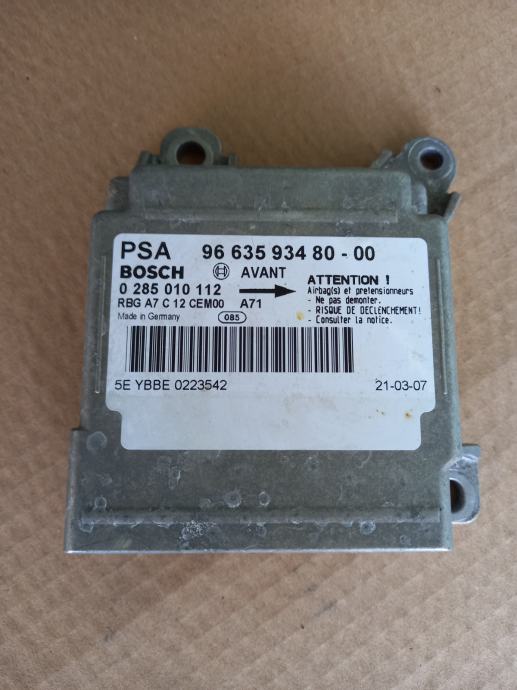 PSA 96 635 934 80 - 00
BOSCH AVANT
0 285 010 112
RBG A7 C 12 CEM00 A71
Made in Germany 085
ATTENTION !
Airbag(s) et pretensionneurs
- Ne pas demonter.
- RISQUE DE DECLENCHEMENT!
- Consulter la notice.
5E YBBE 0223542 21-03-07